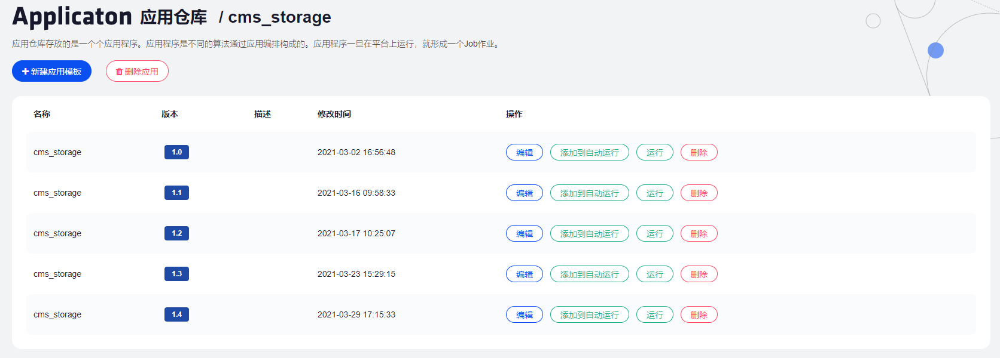 Applicaton 应用仓库 / cms_storage
应用仓库存放的是一个个应用程序。应用程序是不同的算法通过应用编排构成的。应用程序一旦在平台上运行，就形成一个Job作业。
新建应用模板 删除应用
名称 版本 描述 修改时间 操作
cms_storage 1.0 2021-03-02 16:56:48 编辑 添加到自动运行 运行 删除
cms_storage 1.1 2021-03-16 09:58:33 编辑 添加到自动运行 运行 删除
cms_storage 1.2 2021-03-17 10:25:07 编辑 添加到自动运行 运行 删除
cms_storage 1.3 2021-03-23 15:29:15 编辑 添加到自动运行 运行 删除
cms_storage 1.4 2021-03-29 17:15:33 编辑 添加到自动运行 运行 删除